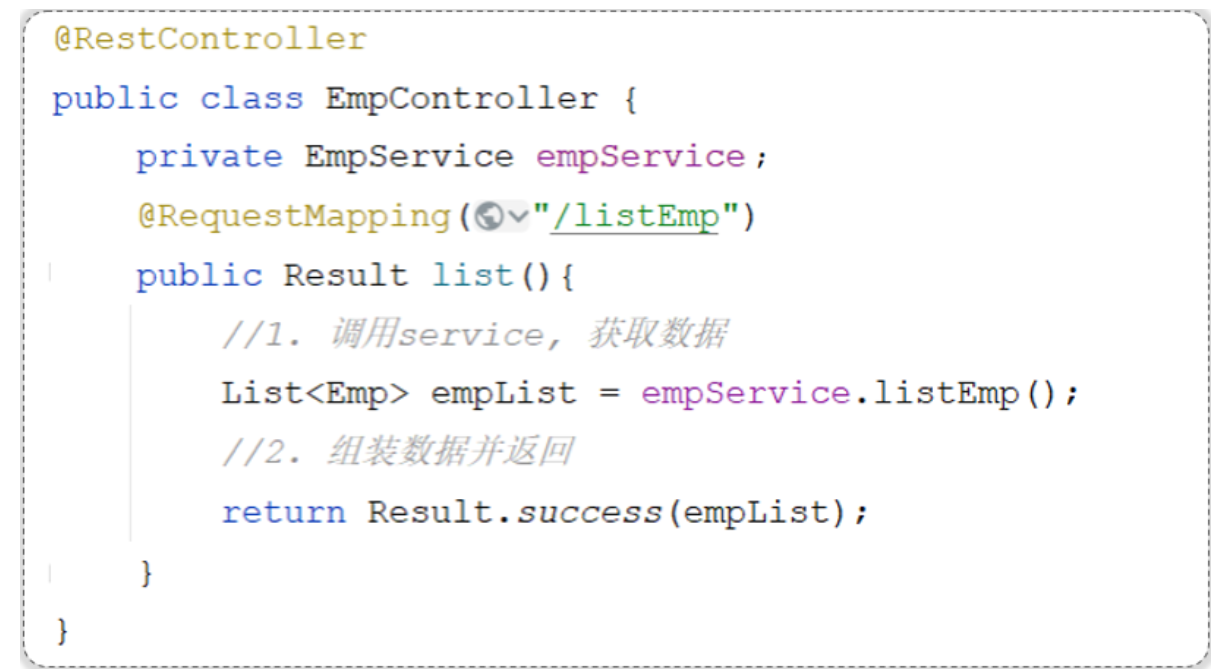 @RestController
public class EmpController {
private EmpService empService;
@RequestMapping("/listEmp")
public Result list(){
//1. 调用service, 获取数据
List<Emp> empList = empService.listEmp();
//2. 组装数据并返回
return Result.success(empList);
}
}